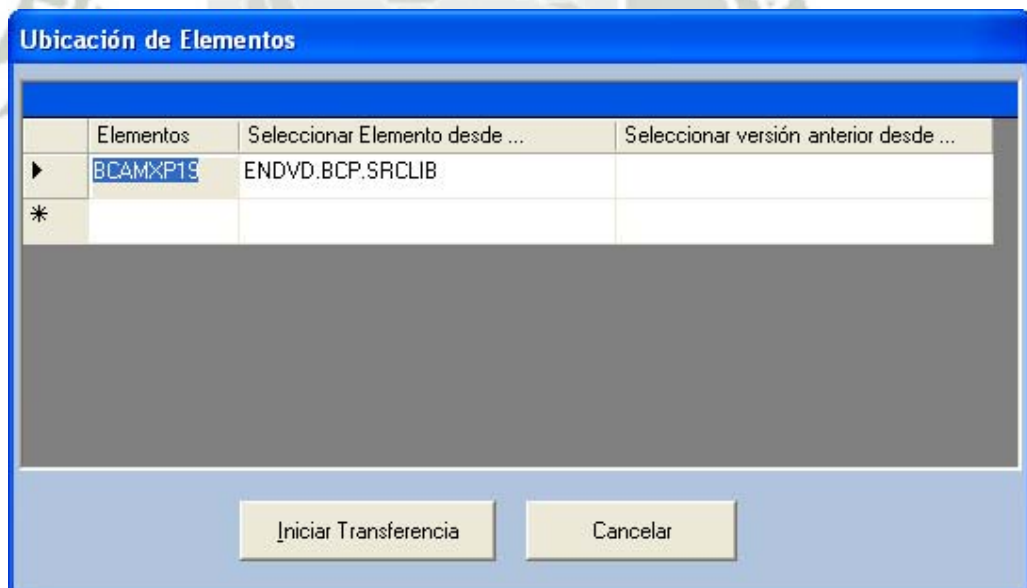 Ubicación de Elementos
Elementos Seleccionar Elemento desde ... Seleccionar versión anterior desde ...
BCAMXP19 ENDVD.BCP.SRCLIB
Iniciar Transferencia Cancelar